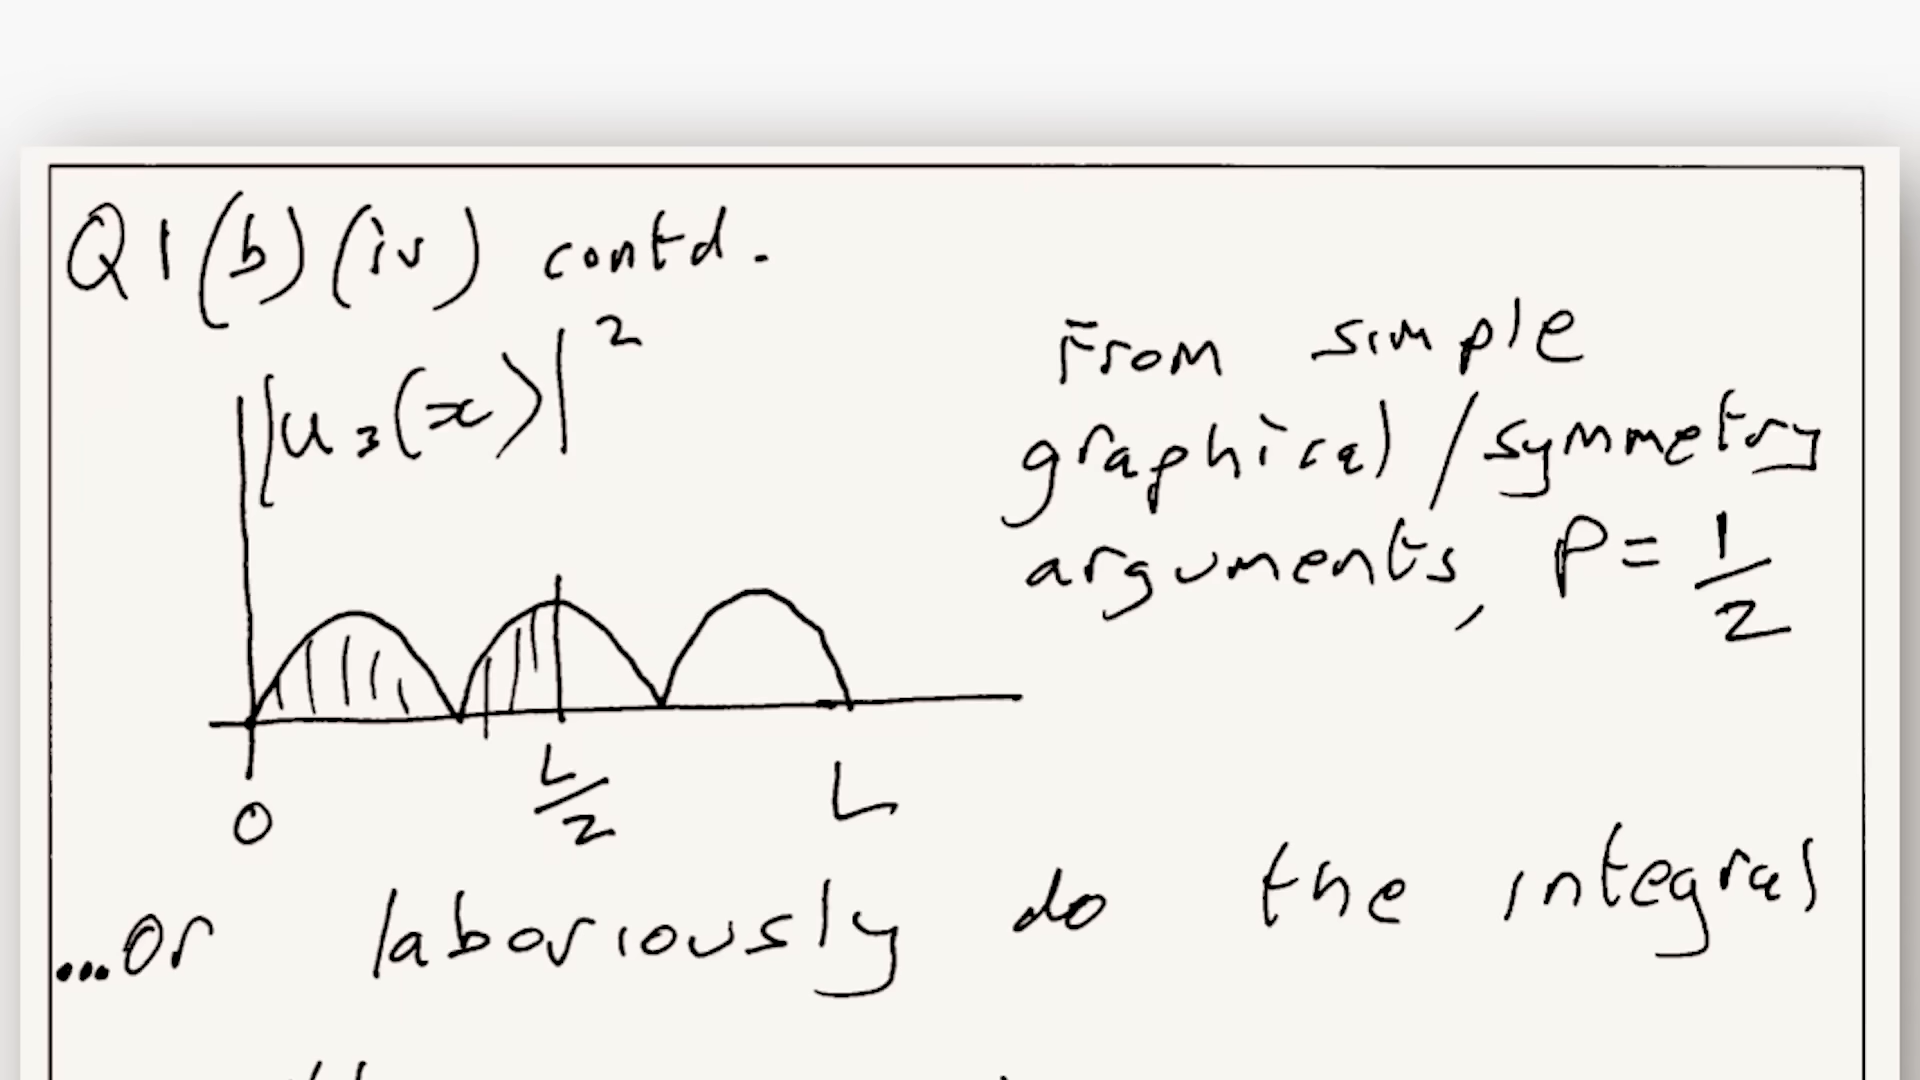 Q1(b)(iv) contd.
|u₃(x)|²
From simple
graphical/symmetry
arguments, P = 1/2
0
L/2
L
...or laboriously do the integral